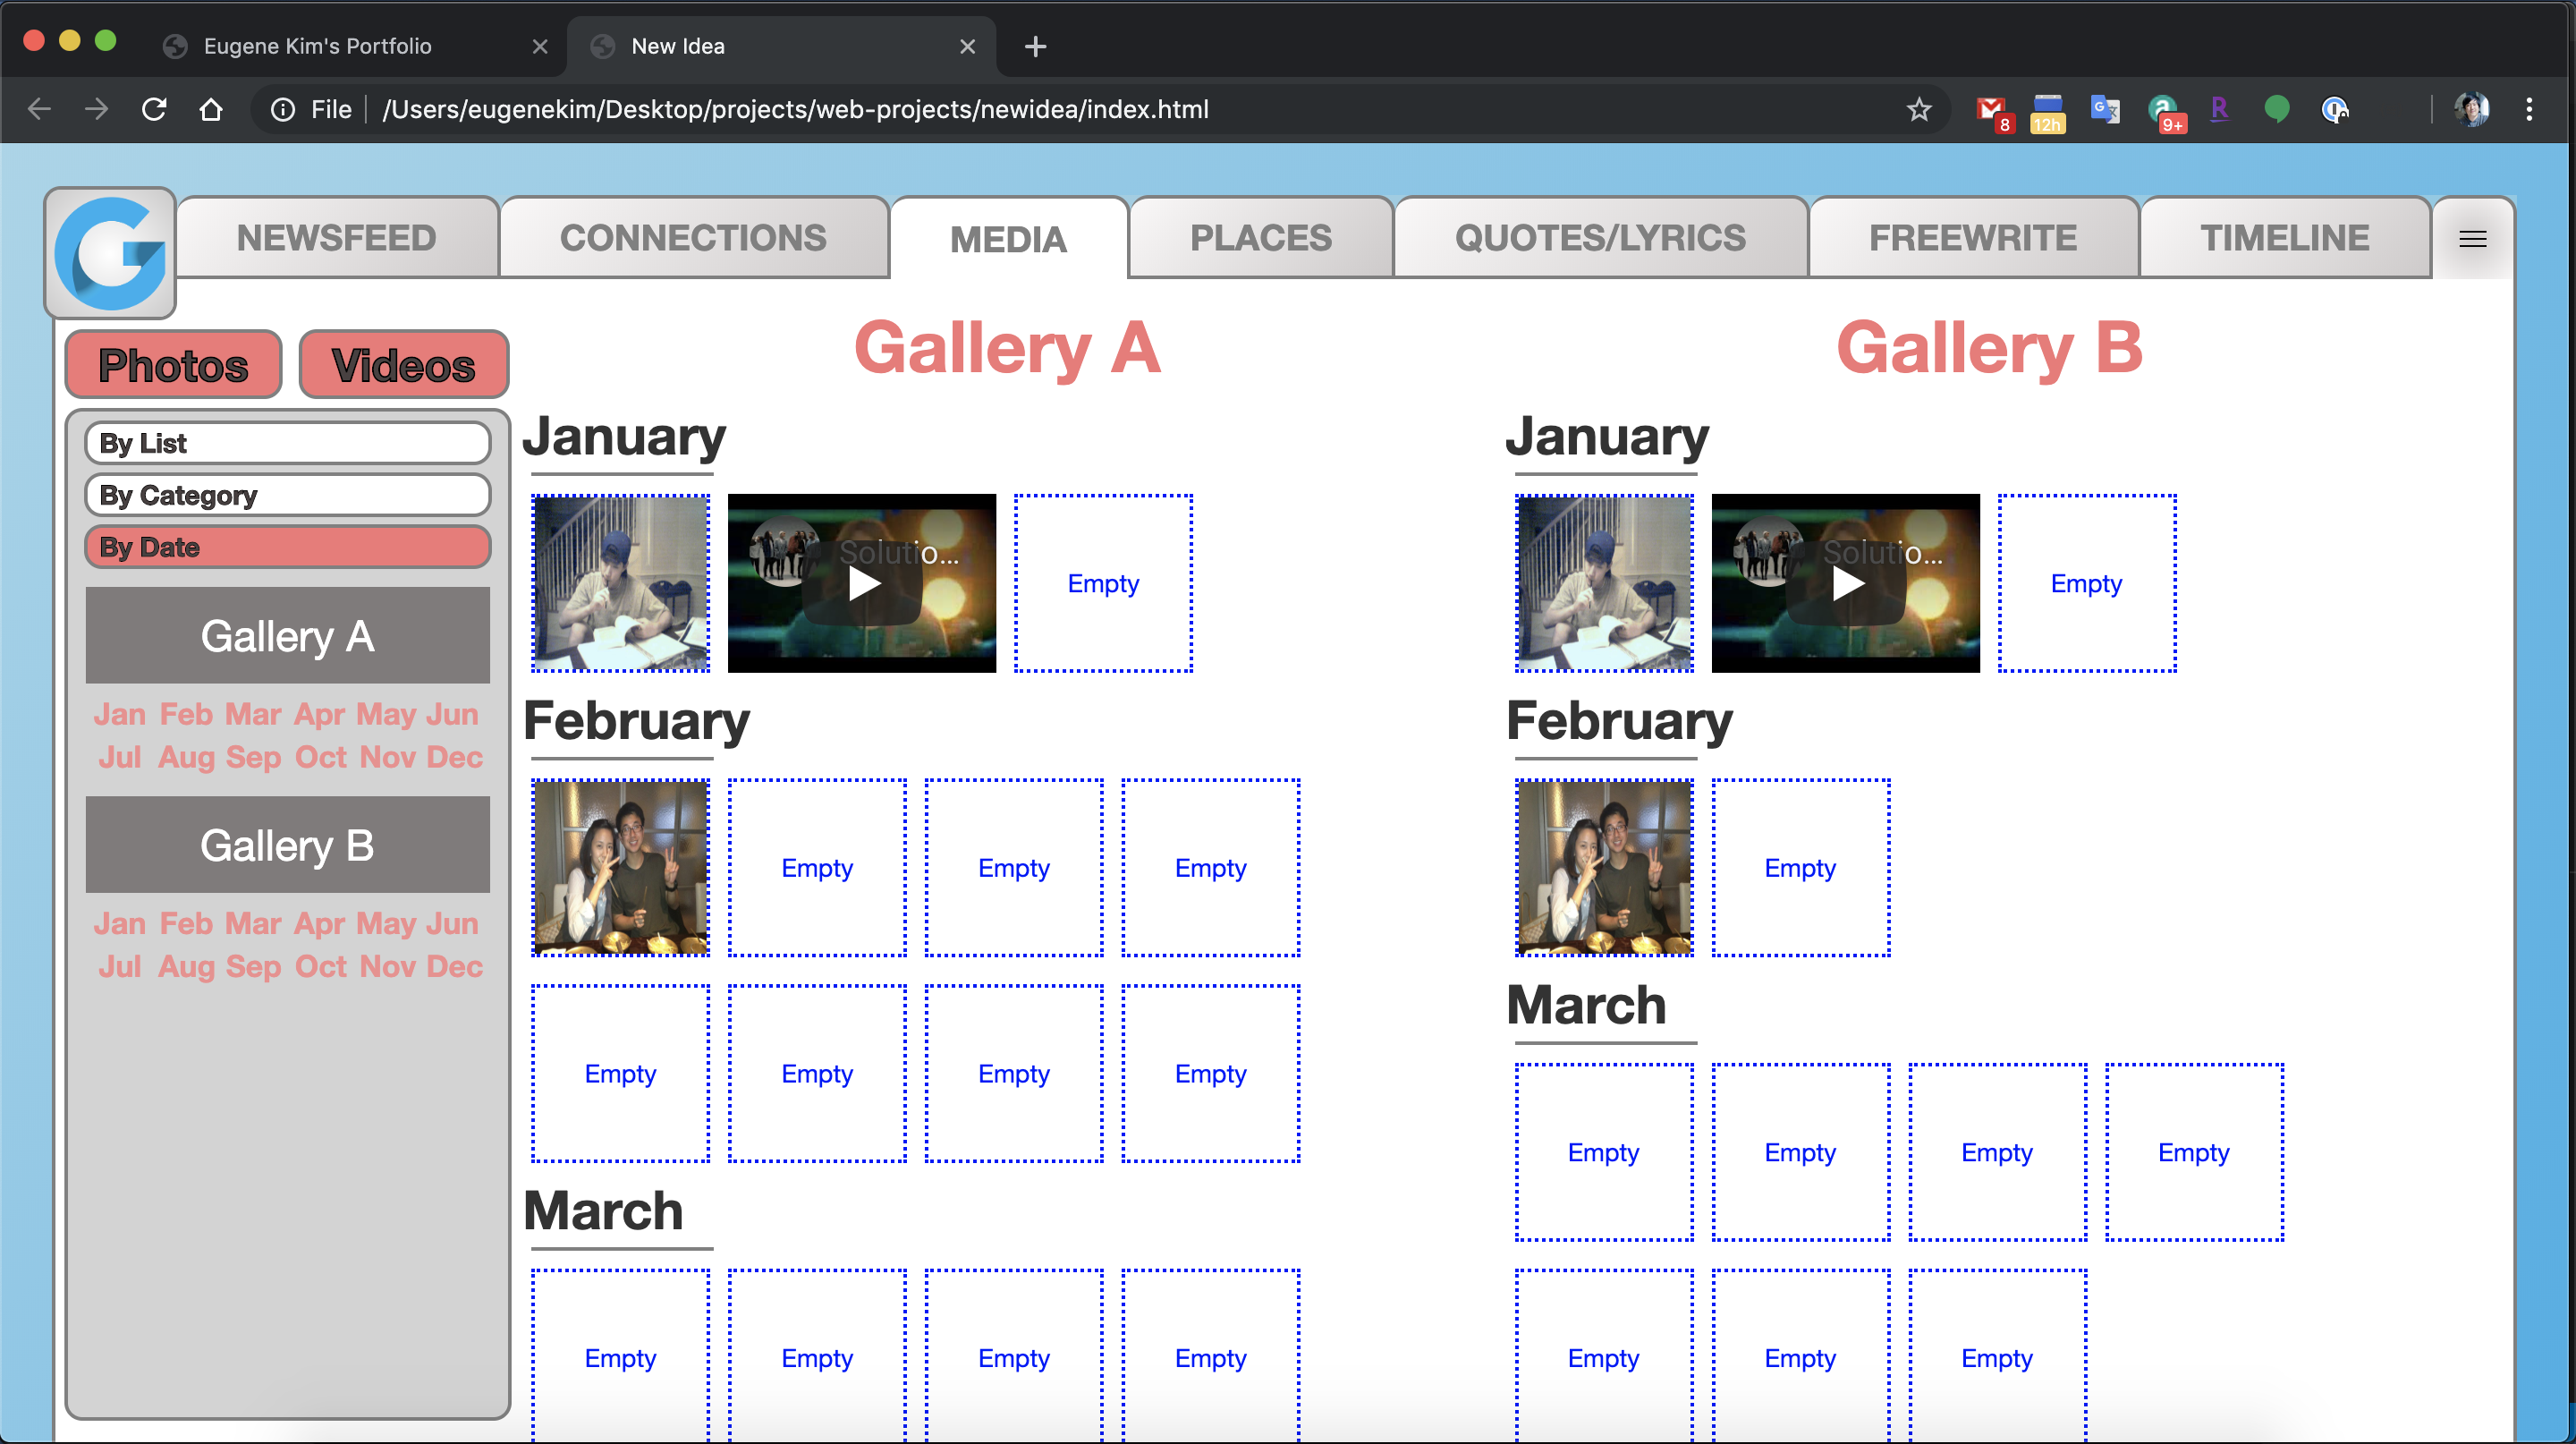 Eugene Kim's Portfolio
New Idea
File /Users/eugenekim/Desktop/projects/web-projects/newidea/index.html
8
12h
G
a
9+
R
G
NEWSFEED
CONNECTIONS
MEDIA
PLACES
QUOTES/LYRICS
FREEWRITE
TIMELINE
Photos
Videos
By List
By Category
By Date
Gallery A
Jan Feb Mar Apr May Jun
Jul Aug Sep Oct Nov Dec
Gallery B
Jan Feb Mar Apr May Jun
Jul Aug Sep Oct Nov Dec
Gallery A
January
Solutio...
Empty
February
Empty
Empty
Empty
Empty
Empty
Empty
Empty
March
Empty
Empty
Empty
Empty
Gallery B
January
Solutio...
Empty
February
Empty
March
Empty
Empty
Empty
Empty
Empty
Empty
Empty